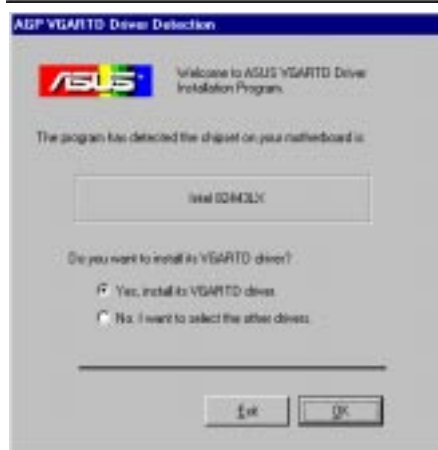 AGP VGARTD Driver Detection
ASUS
Welcome to ASUS VGARTD Driver
Installation Program.
The program has detected the chipset on your motherboard is:
Intel 82443LX
Do you want to install its VGARTD driver?
Yes, install its VGARTD driver.
No. I want to select the other drivers.
Exit
OK